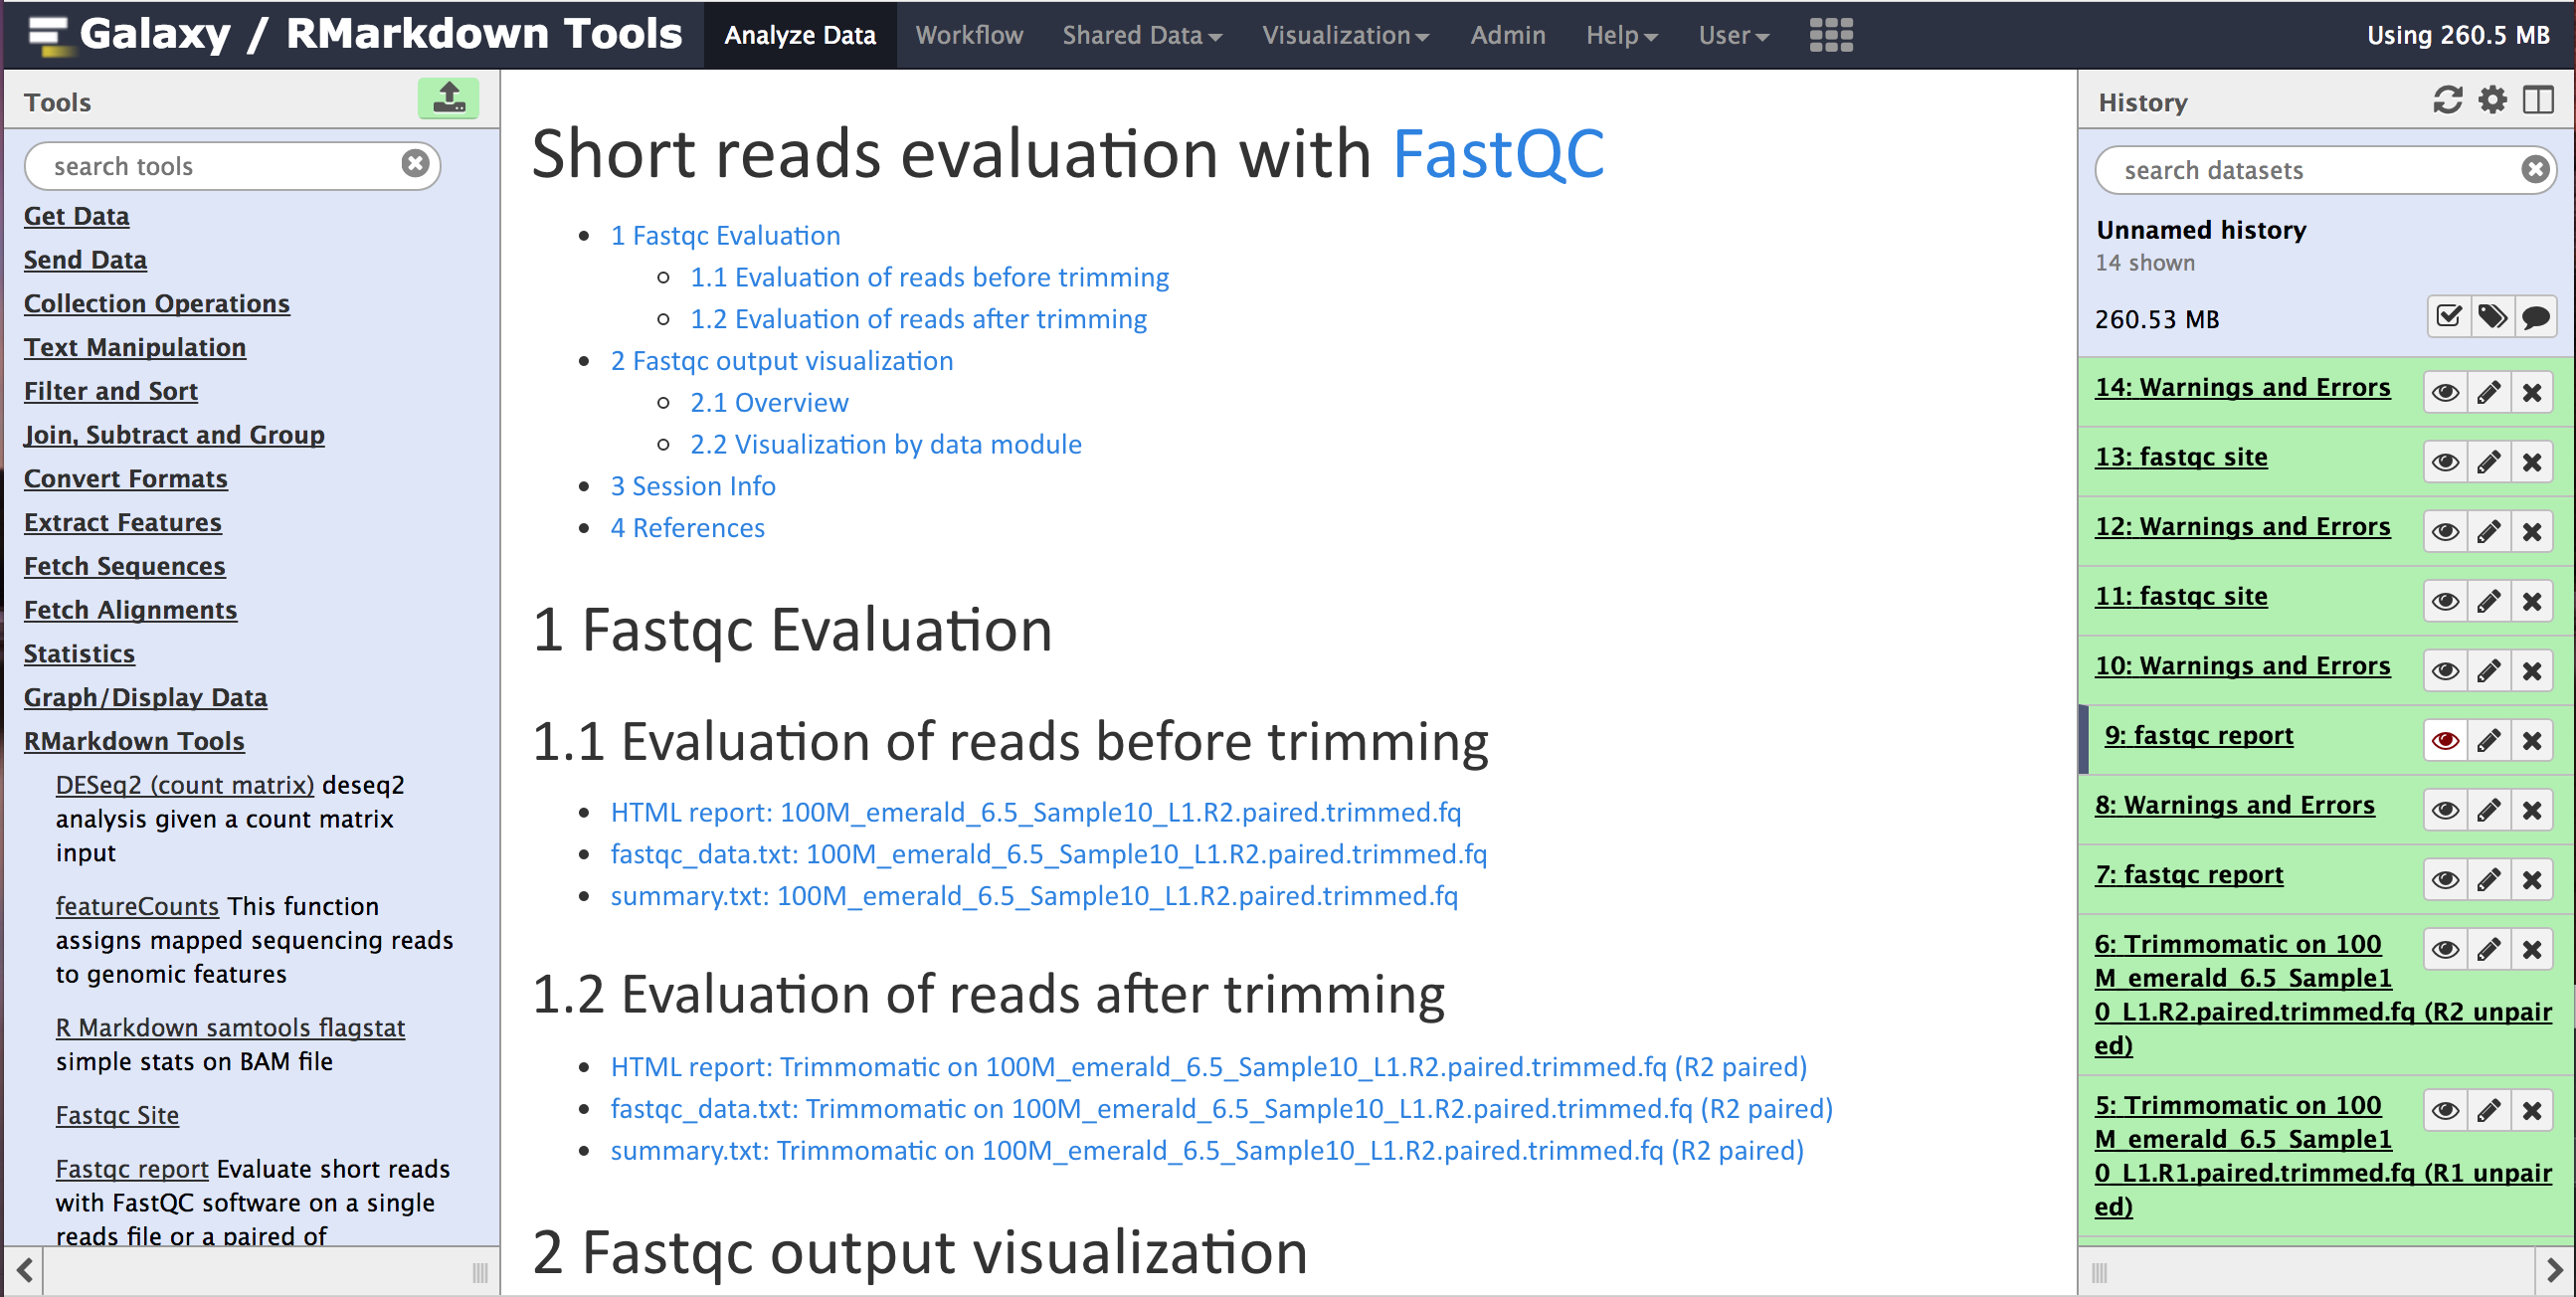 Galaxy / RMarkdown Tools
Analyze Data
Workflow
Shared Data
Visualization
Admin
Help
User
Using 260.5 MB
Tools
search tools
Get Data
Send Data
Collection Operations
Text Manipulation
Filter and Sort
Join, Subtract and Group
Convert Formats
Extract Features
Fetch Sequences
Fetch Alignments
Statistics
Graph/Display Data
RMarkdown Tools
DESeq2 (count matrix) deseq2
analysis given a count matrix
input
featureCounts This function
assigns mapped sequencing reads
to genomic features
R Markdown samtools flagstat
simple stats on BAM file
Fastqc Site
Fastqc report Evaluate short reads
with FastQC software on a single
reads file or a paired of
Short reads evaluation with FastQC
1 Fastqc Evaluation
1.1 Evaluation of reads before trimming
1.2 Evaluation of reads after trimming
2 Fastqc output visualization
2.1 Overview
2.2 Visualization by data module
3 Session Info
4 References
1 Fastqc Evaluation
1.1 Evaluation of reads before trimming
HTML report: 100M_emerald_6.5_Sample10_L1.R2.paired.trimmed.fq
fastqc_data.txt: 100M_emerald_6.5_Sample10_L1.R2.paired.trimmed.fq
summary.txt: 100M_emerald_6.5_Sample10_L1.R2.paired.trimmed.fq
1.2 Evaluation of reads after trimming
HTML report: Trimmomatic on 100M_emerald_6.5_Sample10_L1.R2.paired.trimmed.fq (R2 paired)
fastqc_data.txt: Trimmomatic on 100M_emerald_6.5_Sample10_L1.R2.paired.trimmed.fq (R2 paired)
summary.txt: Trimmomatic on 100M_emerald_6.5_Sample10_L1.R2.paired.trimmed.fq (R2 paired)
2 Fastqc output visualization
History
search datasets
Unnamed history
14 shown
260.53 MB
14: Warnings and Errors
13: fastqc site
12: Warnings and Errors
11: fastqc site
10: Warnings and Errors
9: fastqc report
8: Warnings and Errors
7: fastqc report
6: Trimmomatic on 100
M_emerald_6.5_Sample1
0_L1.R2.paired.trimmed.fq (R2 unpair
ed)
5: Trimmomatic on 100
M_emerald_6.5_Sample1
0_L1.R1.paired.trimmed.fq (R1 unpair
ed)